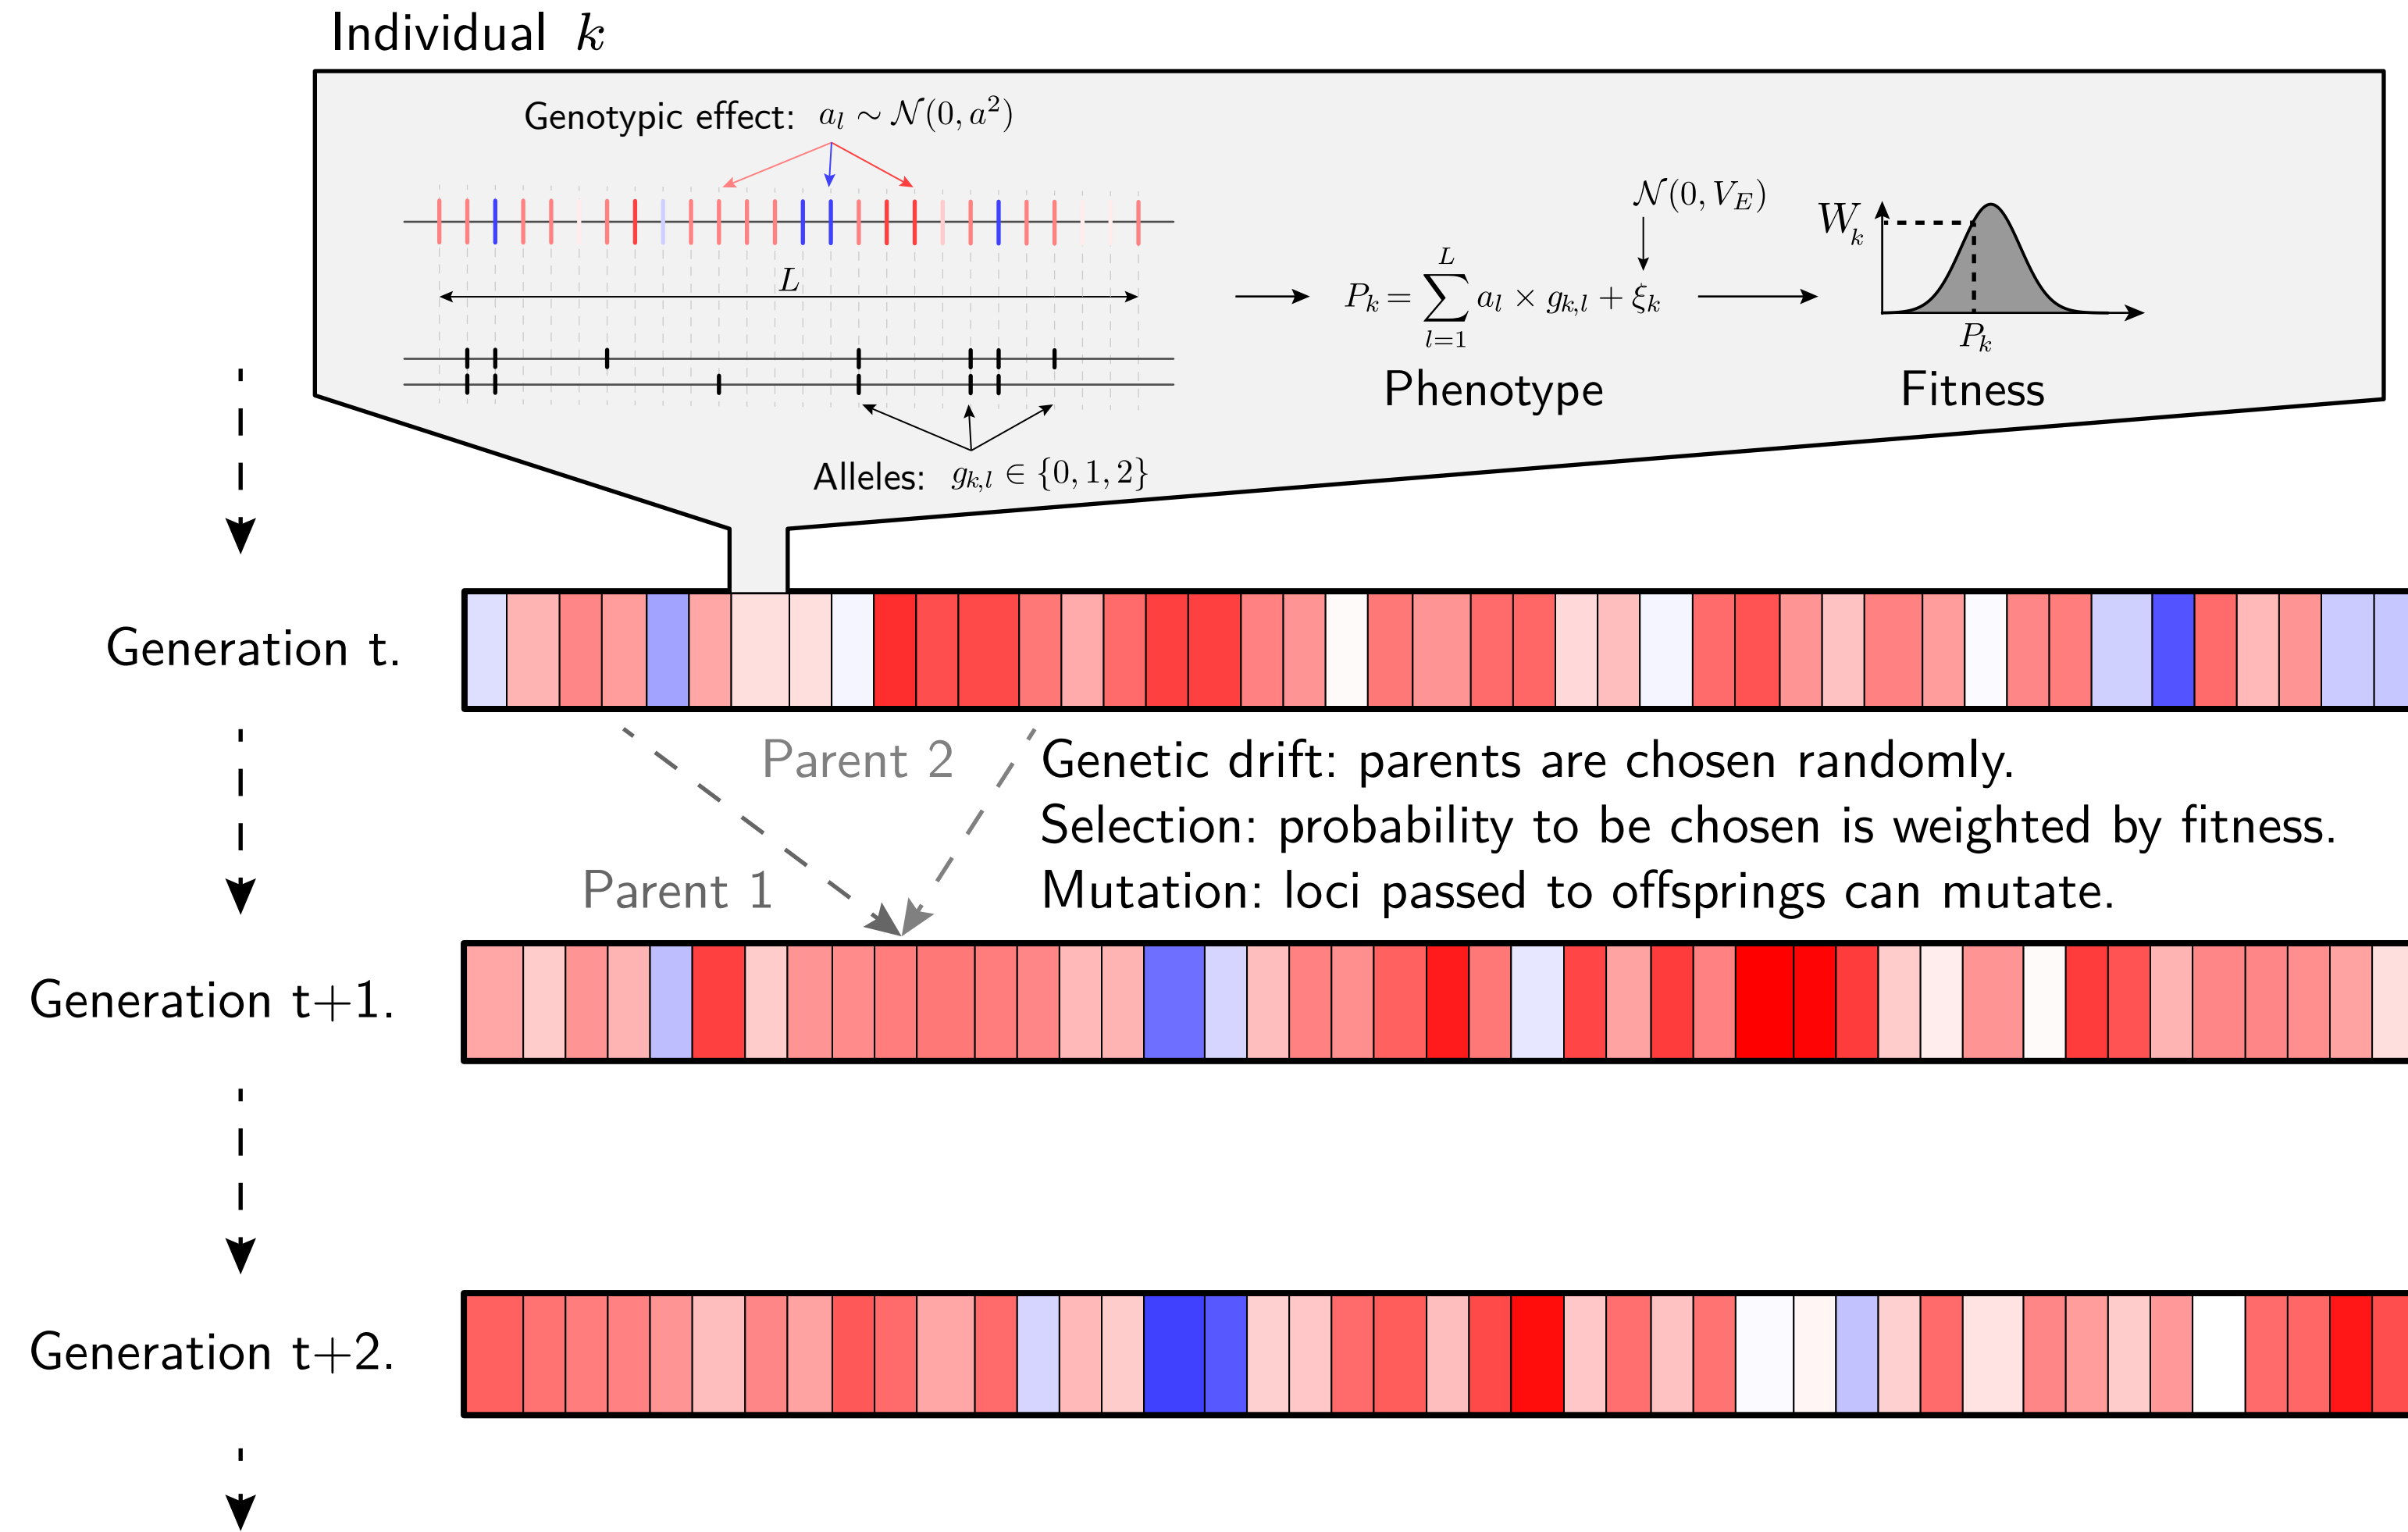 Individual k
Genotypic effect: a_l ∼ 𝒩(0, a²)
𝒩(0, V_E)
W_k
L
P_k = ∑_{l=1}^{L} a_l × g_{k,l} + ξ_k
P_k
Phenotype
Fitness
Alleles: g_{k,l} ∈ {0, 1, 2}
Generation t.
Parent 2
Genetic drift: parents are chosen randomly.
Selection: probability to be chosen is weighted by fitness.
Parent 1
Mutation: loci passed to offsprings can mutate.
Generation t+1.
Generation t+2.